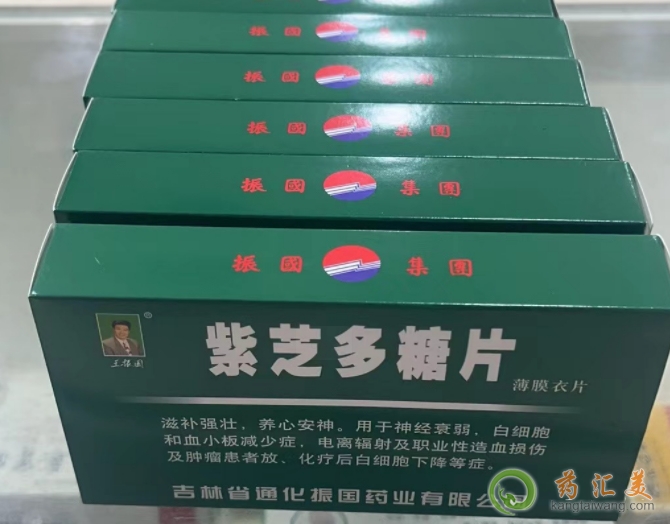 振國 集團
振國 集團
振國 集團
振國 集團
紫芝多糖片
薄膜衣片
王振国
®
滋补强壮，养心安神。用于神经衰弱，白细胞
和血小板减少症，电离辐射及职业性造血损伤
及肿瘤患者放、化疗后白细胞下降等症。
吉林省通化振国药业有限公司
药汇美
kanglaiwang.com